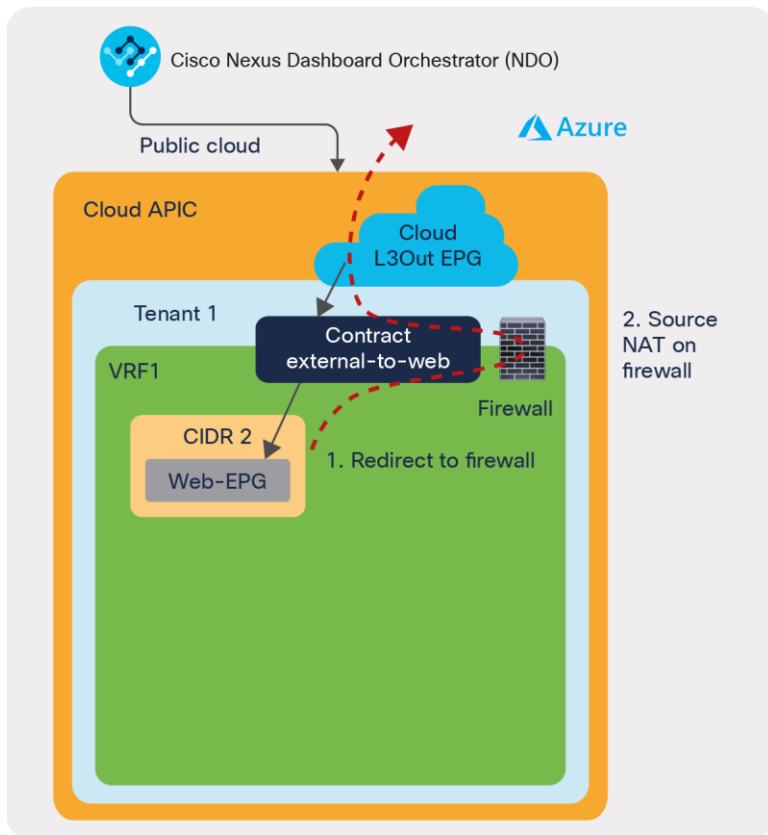 Cisco Nexus Dashboard Orchestrator (NDO)
Public cloud
Azure
Cloud APIC
Cloud
L3Out EPG
Tenant 1
Contract
external-to-web
2. Source
NAT on
firewall
VRF1
Firewall
CIDR 2
1. Redirect to firewall
Web-EPG